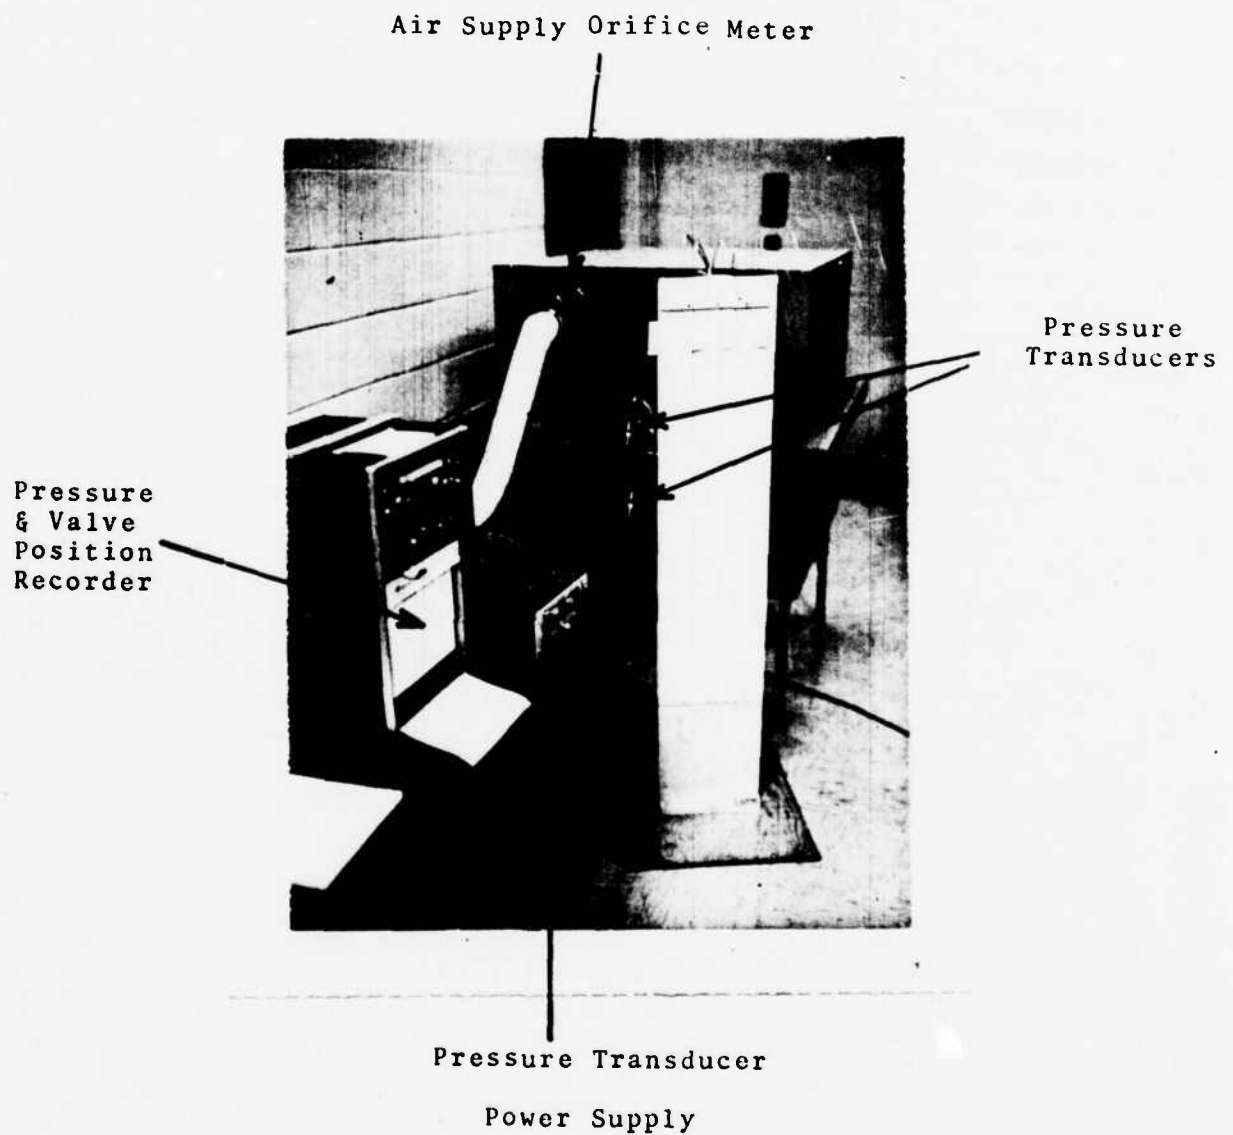 Air Supply Orifice Meter
Pressure
Transducers
Pressure
& Valve
Position
Recorder
Pressure Transducer
Power Supply